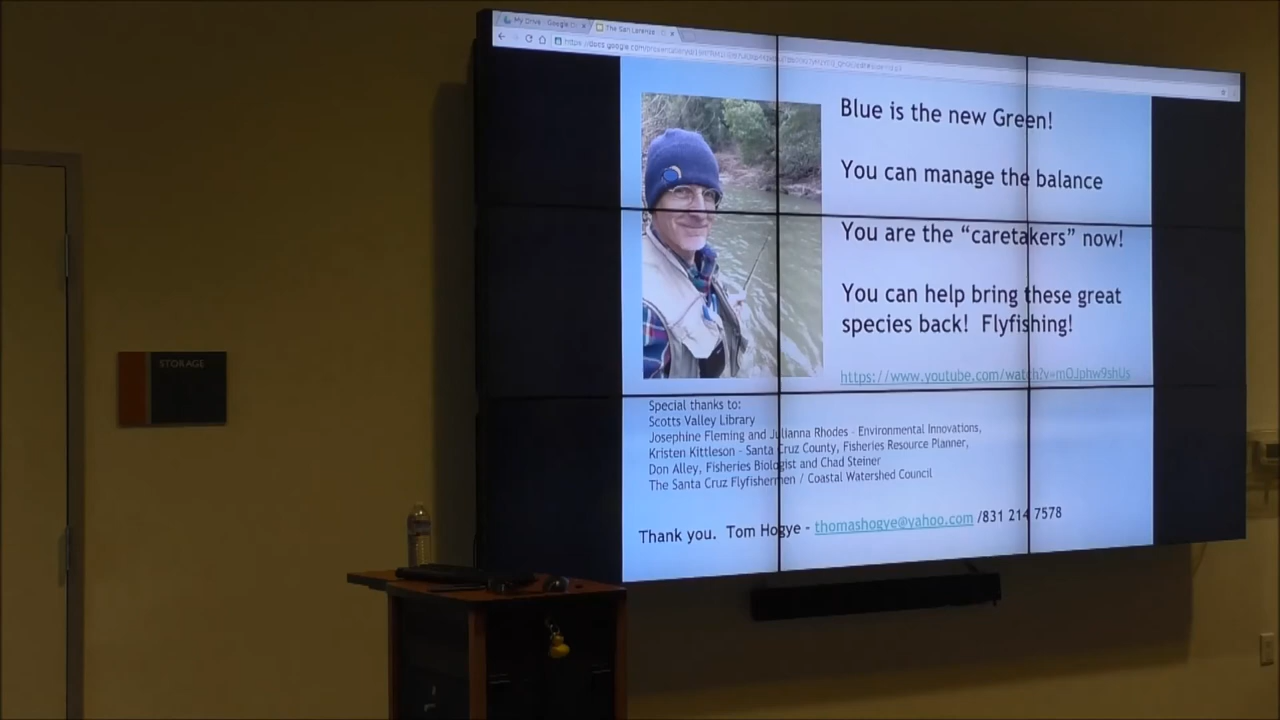 My Drive - Google
The San Lorenzo
STORAGE
Blue is the new Green!
You can manage the balance
You are the “caretakers” now!
You can help bring these great
species back!  Flyfishing!
https://www.youtube.com/watch?v=mOJphw9shUs
Special thanks to:
Scotts Valley Library
Josephine Fleming and Julianna Rhodes - Environmental Innovations,
Kristen Kittleson - Santa Cruz County, Fisheries Resource Planner,
Don Alley, Fisheries Biologist and Chad Steiner
The Santa Cruz Flyfishermen / Coastal Watershed Council
Thank you.  Tom Hogye - thomashogye@yahoo.com /831 214 7578